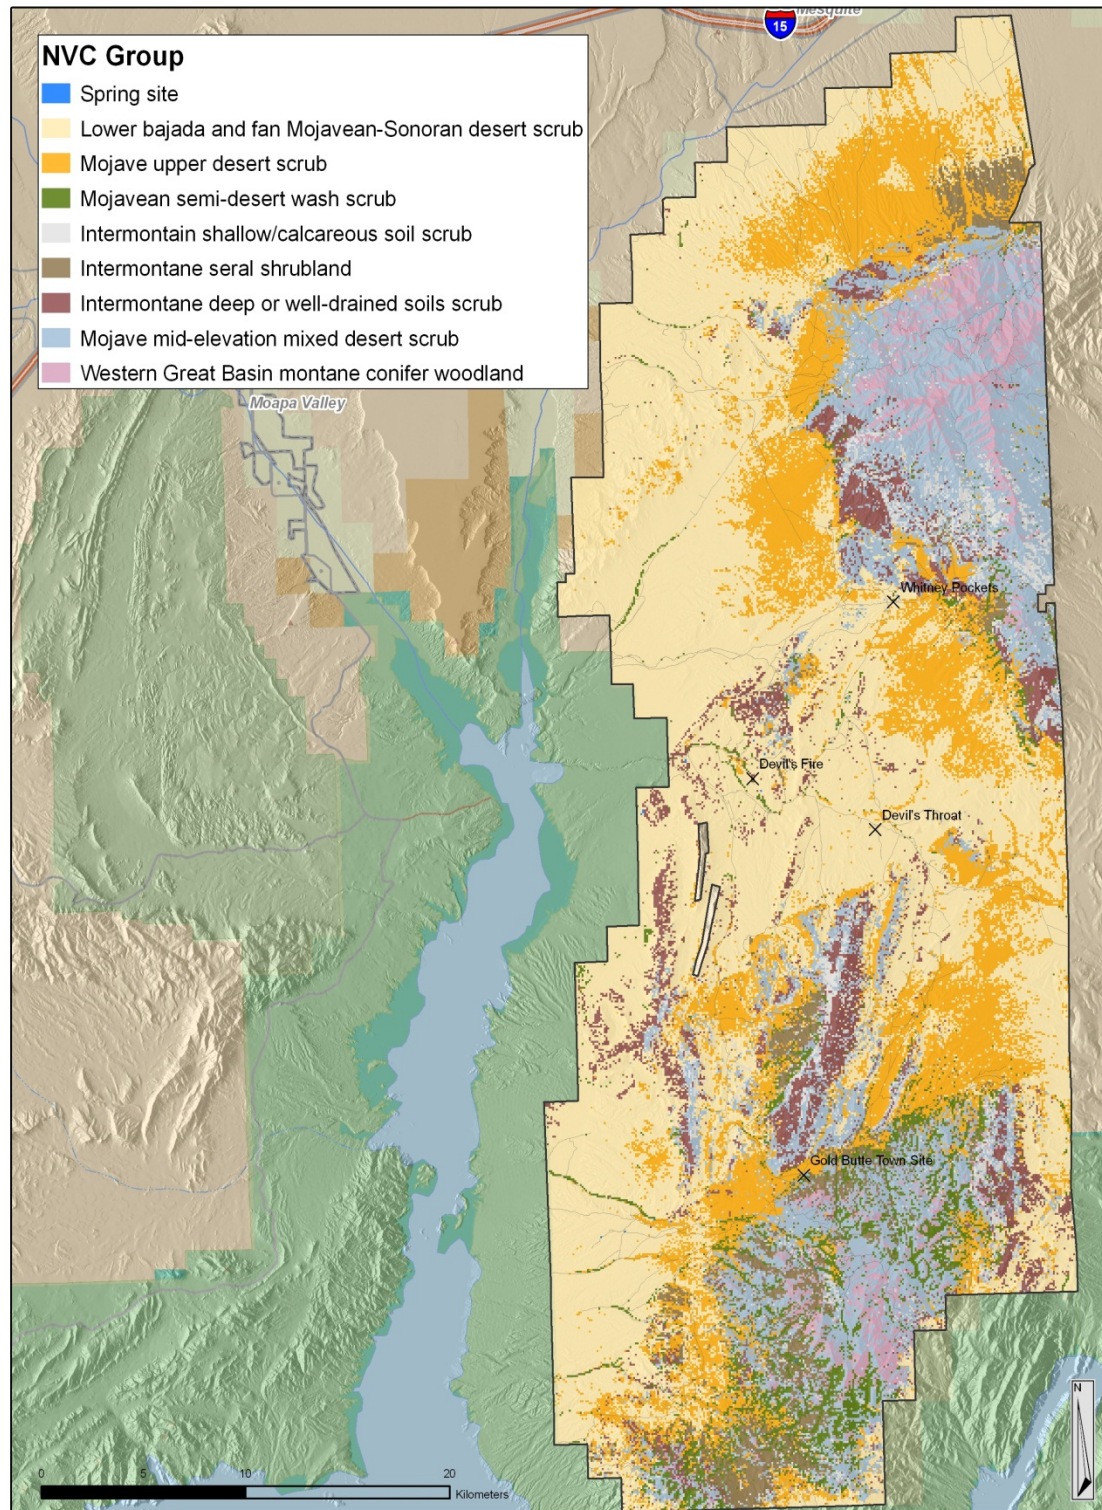 Mesquite
15
NVC Group
Spring site
Lower bajada and fan Mojavean-Sonoran desert scrub
Mojave upper desert scrub
Mojavean semi-desert wash scrub
Intermontain shallow/calcareous soil scrub
Intermontane seral shrubland
Intermontane deep or well-drained soils scrub
Mojave mid-elevation mixed desert scrub
Western Great Basin montane conifer woodland
Moapa Valley
Whitney Pockets
Devil's Fire
Devil's Throat
Gold Butte Town Site
N
0 5 10 20
Kilometers